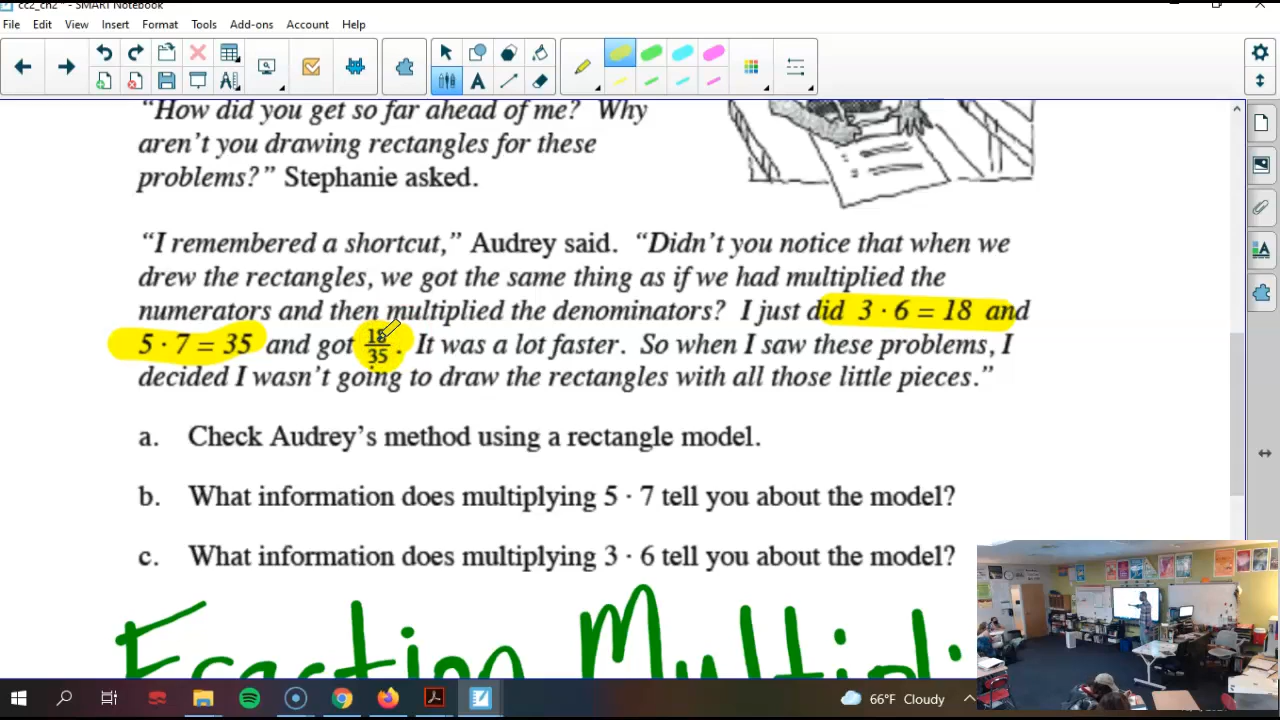 cc2_ch2 * - SMART Notebook
File Edit View Insert Format Tools Add-ons Account Help
“How did you get so far ahead of me? Why
aren’t you drawing rectangles for these
problems?” Stephanie asked.
“I remembered a shortcut,” Audrey said. “Didn’t you notice that when we
drew the rectangles, we got the same thing as if we had multiplied the
numerators and then multiplied the denominators? I just did 3 · 6 = 18 and
5 · 7 = 35 and got 18/35. It was a lot faster. So when I saw these problems, I
decided I wasn’t going to draw the rectangles with all those little pieces.”
a. Check Audrey’s method using a rectangle model.
b. What information does multiplying 5 · 7 tell you about the model?
c. What information does multiplying 3 · 6 tell you about the model?
Fraction Multipli
66°F Cloudy